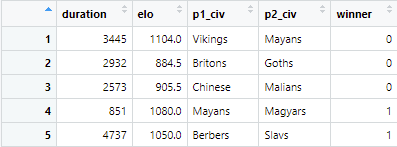 duration elo p1_civ p2_civ winner
1 3445 1104.0 Vikings Mayans 0
2 2932 884.5 Britons Goths 0
3 2573 905.5 Chinese Malians 0
4 851 1080.0 Mayans Magyars 1
5 4737 1050.0 Berbers Slavs 1